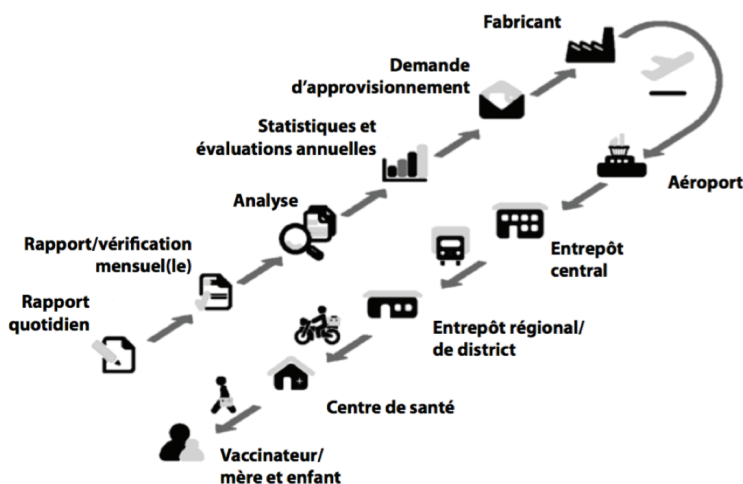 Fabricant
Demande
d’approvisionnement
Statistiques et
évaluations annuelles
Analyse
Rapport/vérification
mensuel(le)
Rapport
quotidien
Aéroport
Entrepôt
central
Entrepôt régional/
de district
Centre de santé
Vaccinateur/
mère et enfant